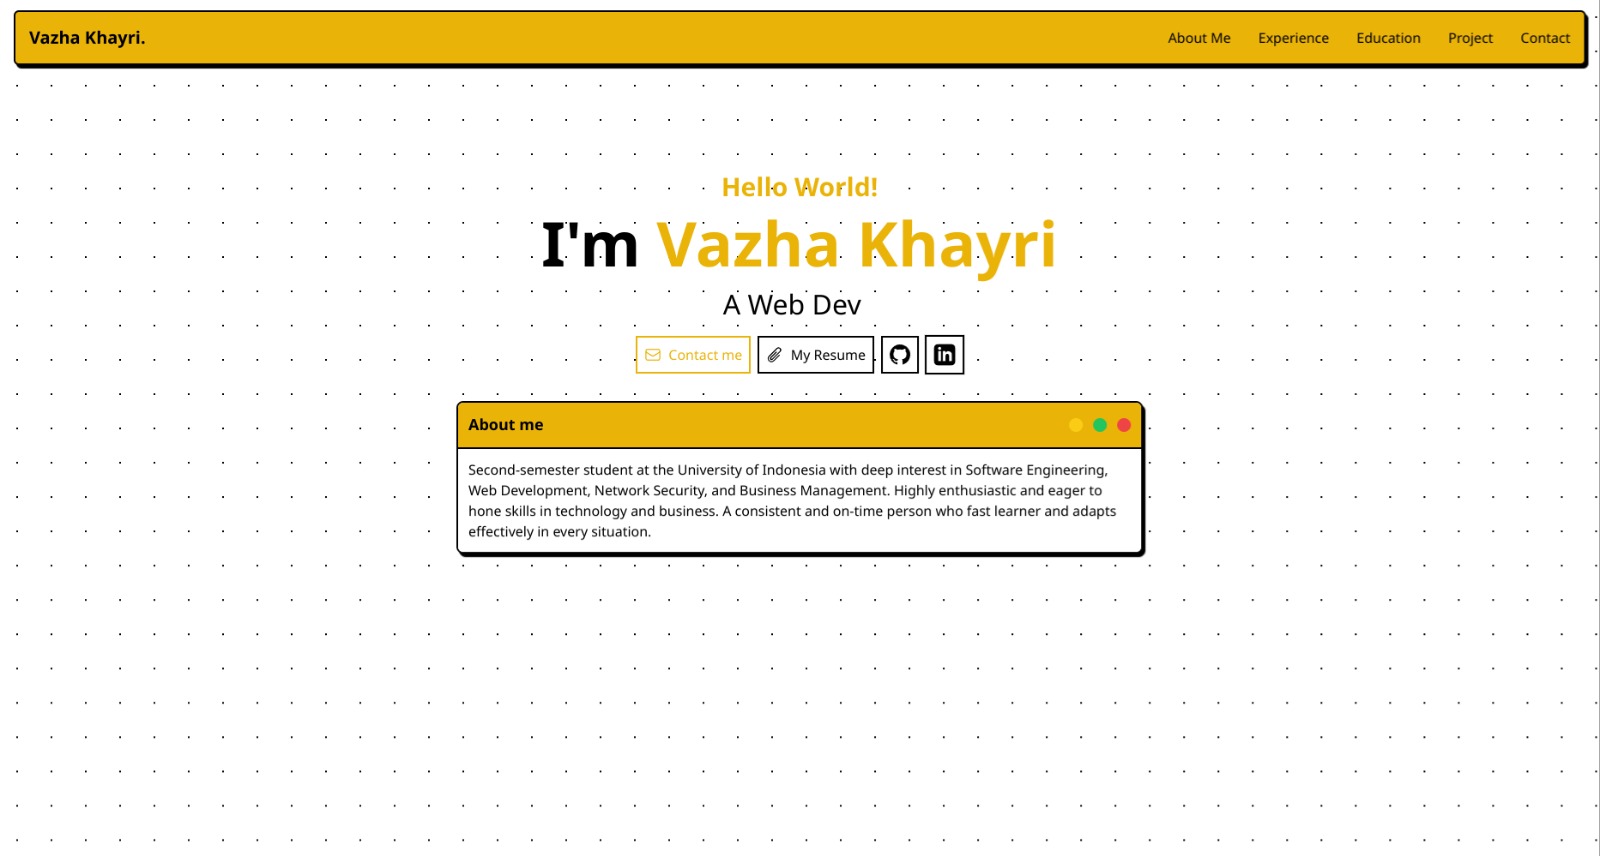 Vazha Khayri.
About Me
Experience
Education
Project
Contact
Hello World!
I'm Vazha Khayri
A Web Dev
Contact me
My Resume
in
About me
Second-semester student at the University of Indonesia with deep interest in Software Engineering,
Web Development, Network Security, and Business Management. Highly enthusiastic and eager to
hone skills in technology and business. A consistent and on-time person who fast learner and adapts
effectively in every situation.